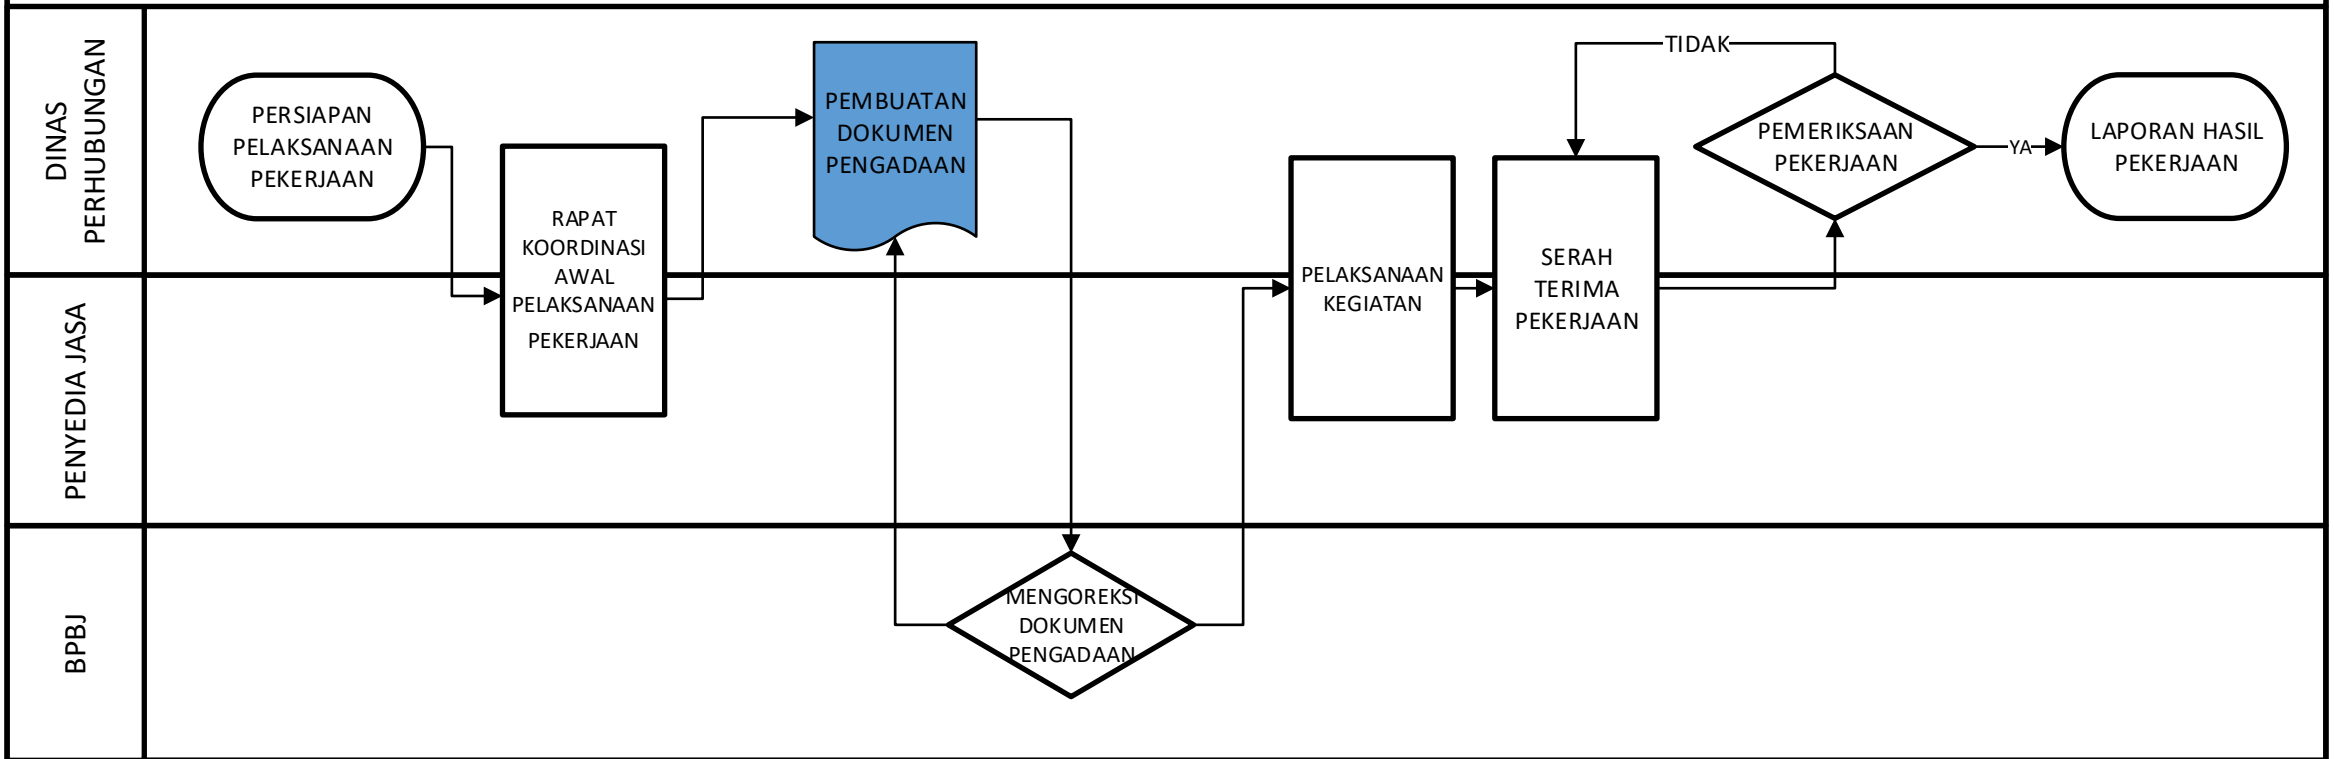 DINAS
PERHUBUNGAN
PERSIAPAN
PELAKSANAAN
PEKERJAAN
RAPAT
KOORDINASI
AWAL
PELAKSANAAN
PEKERJAAN
PEMBUATAN
DOKUMEN
PENGADAAN
PELAKSANAAN
KEGIATAN
SERAH
TERIMA
PEKERJAAN
TIDAK
PEMERIKSAAN
PEKERJAAN
YA
LAPORAN HASIL
PEKERJAAN
PENYEDIA JASA
BPBJ
MENGOREKSI
DOKUMEN
PENGADAAN